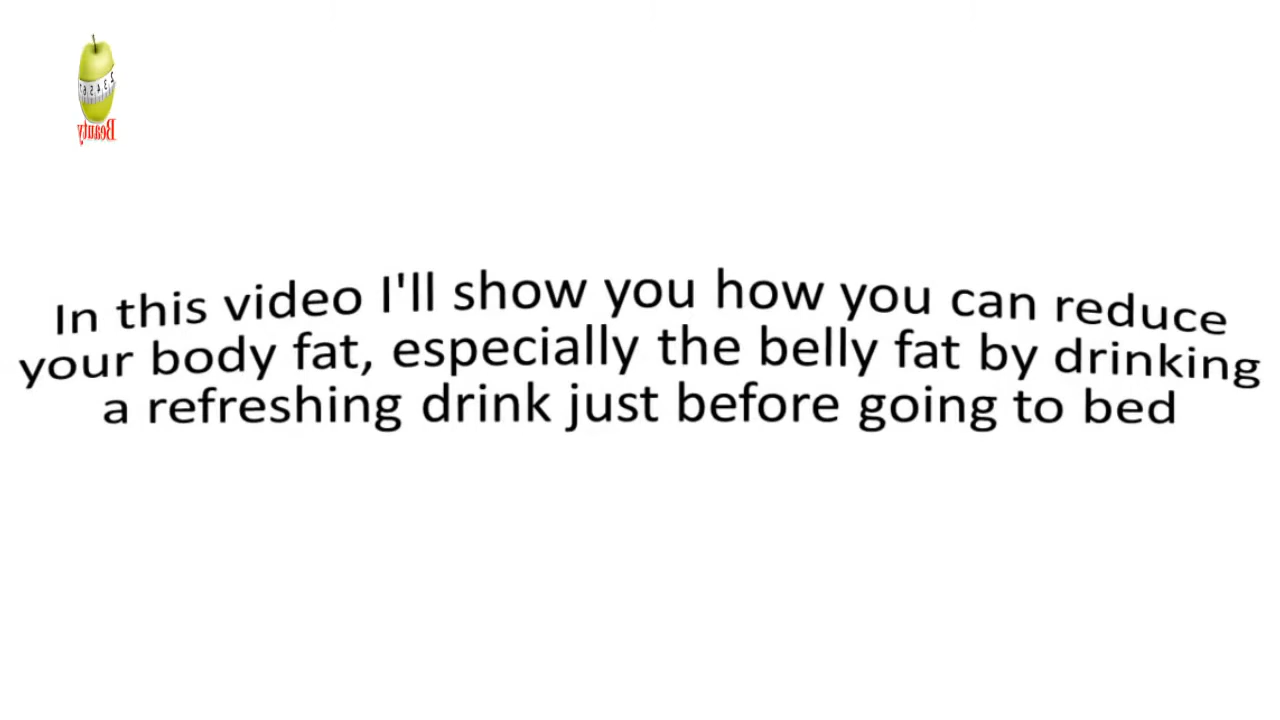 Beauty
In this video I'll show you how you can reduce
your body fat, especially the belly fat by drinking
a refreshing drink just before going to bed